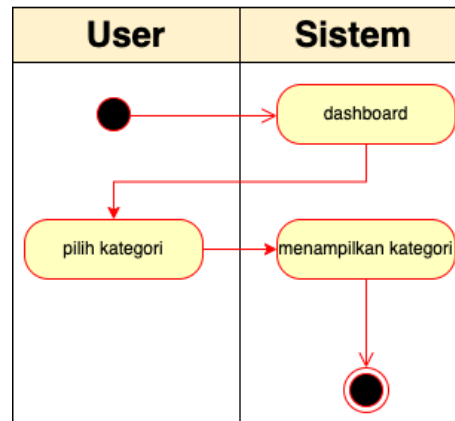 User
Sistem
dashboard
pilih kategori
menampilkan kategori